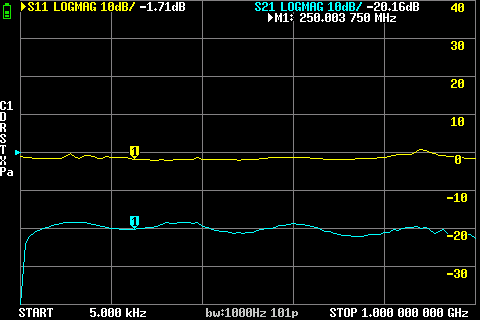 S11 LOGMAG 10dB/ -1.71dB
S21 LOGMAG 10dB/ -20.16dB
M1: 250.003 750 MHz
40
30
20
10
0
-10
-20
-30
C1
D
R
S
T
X
Pa
1
1
START 5.000 kHz
bw:1000Hz 101p
STOP 1.000 000 000 GHz